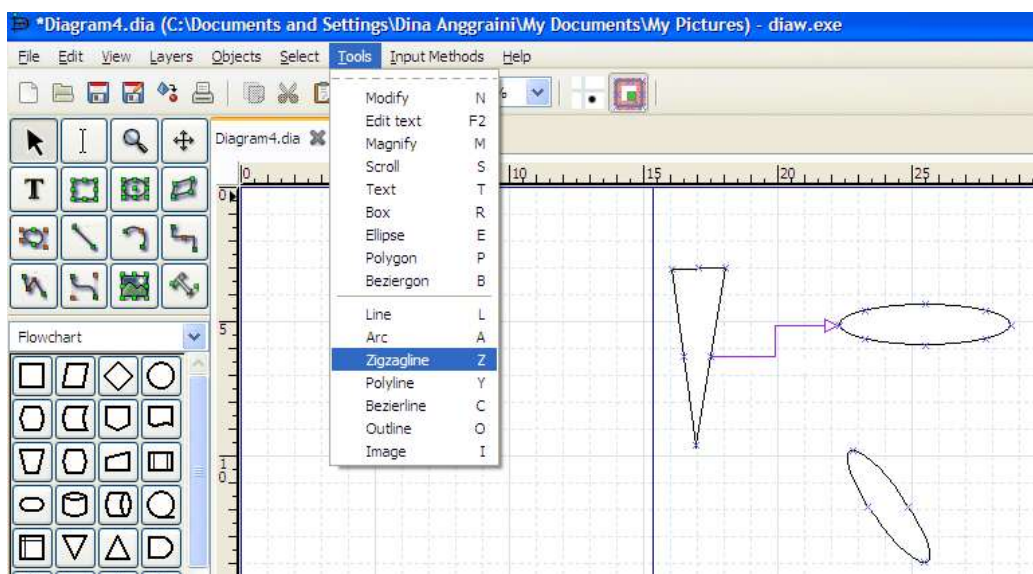 *Diagram4.dia (C:\Documents and Settings\Dina Anggraini\My Documents\My Pictures) - diaw.exe
File Edit View Layers Objects Select Tools Input Methods Help
Diagram4.dia
Modify N
Edit text F2
Magnify M
Scroll S
Text T
Box R
Ellipse E
Polygon P
Beziergon B
Line L
Arc A
Zigzagline Z
Polyline Y
Bezierline C
Outline O
Image I
T
Flowchart
0 10 15 20 25
0
5
10